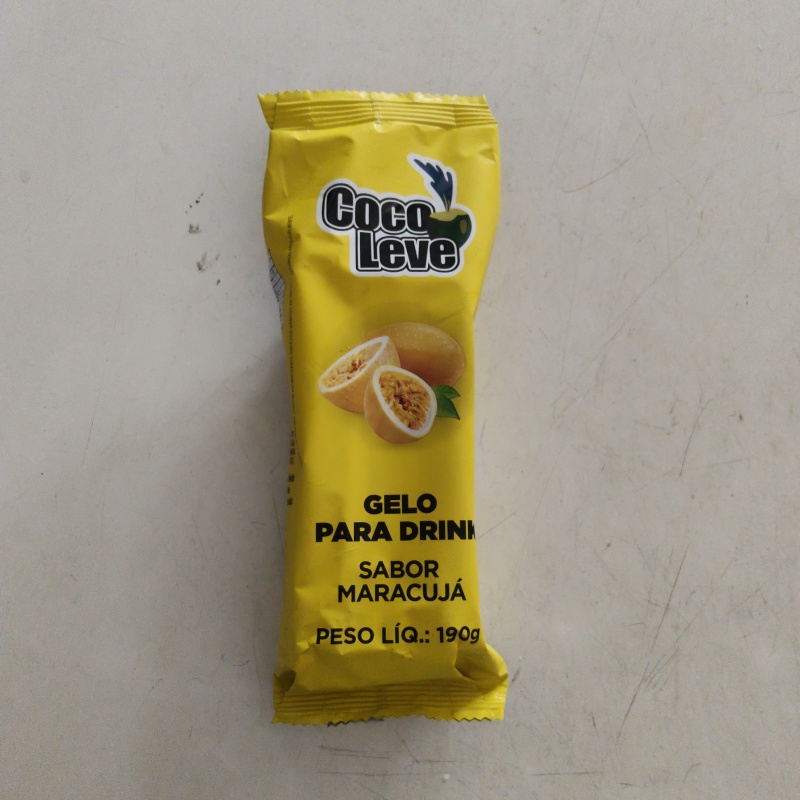 Coco
Leve
GELO
PARA DRINK
SABOR
MARACUJÁ
PESO LÍQ.: 190g